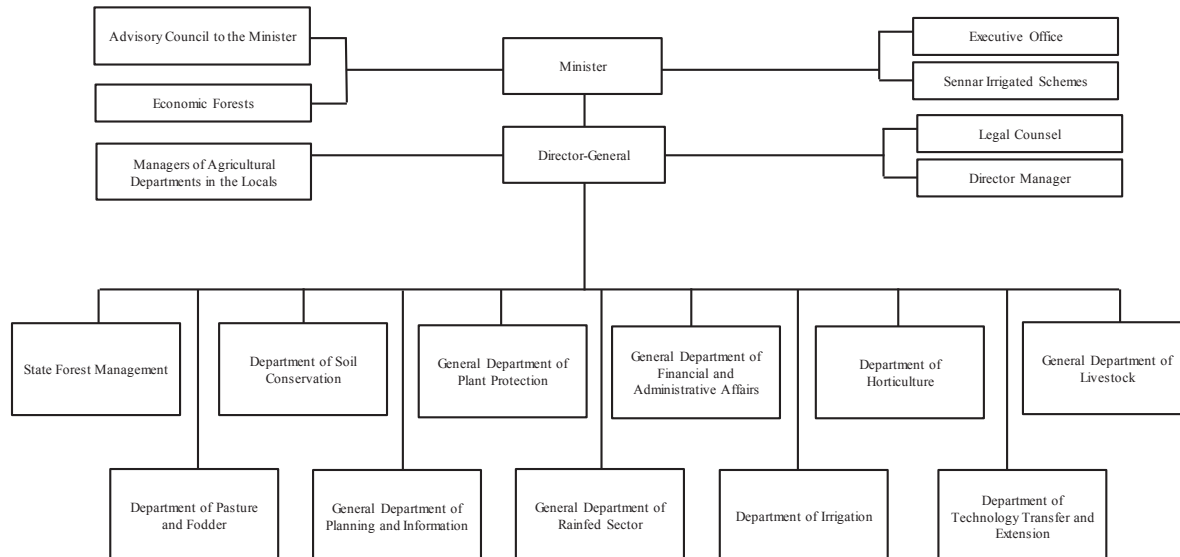 Advisory Council to the Minister
Executive Office
Minister
Economic Forests
Sennar Irrigated Schemes
Legal Counsel
Managers of Agricultural
Departments in the Locals
Director-General
Director Manager
State Forest Management
Department of Soil
Conservation
General Department of
Plant Protection
General Department of
Financial and
Administrative Affairs
Department of
Horticulture
General Department of
Livestock
Department of Pasture
and Fodder
General Department of
Planning and Information
General Department of
Rainfed Sector
Department of Irrigation
Department of
Technology Transfer and
Extension